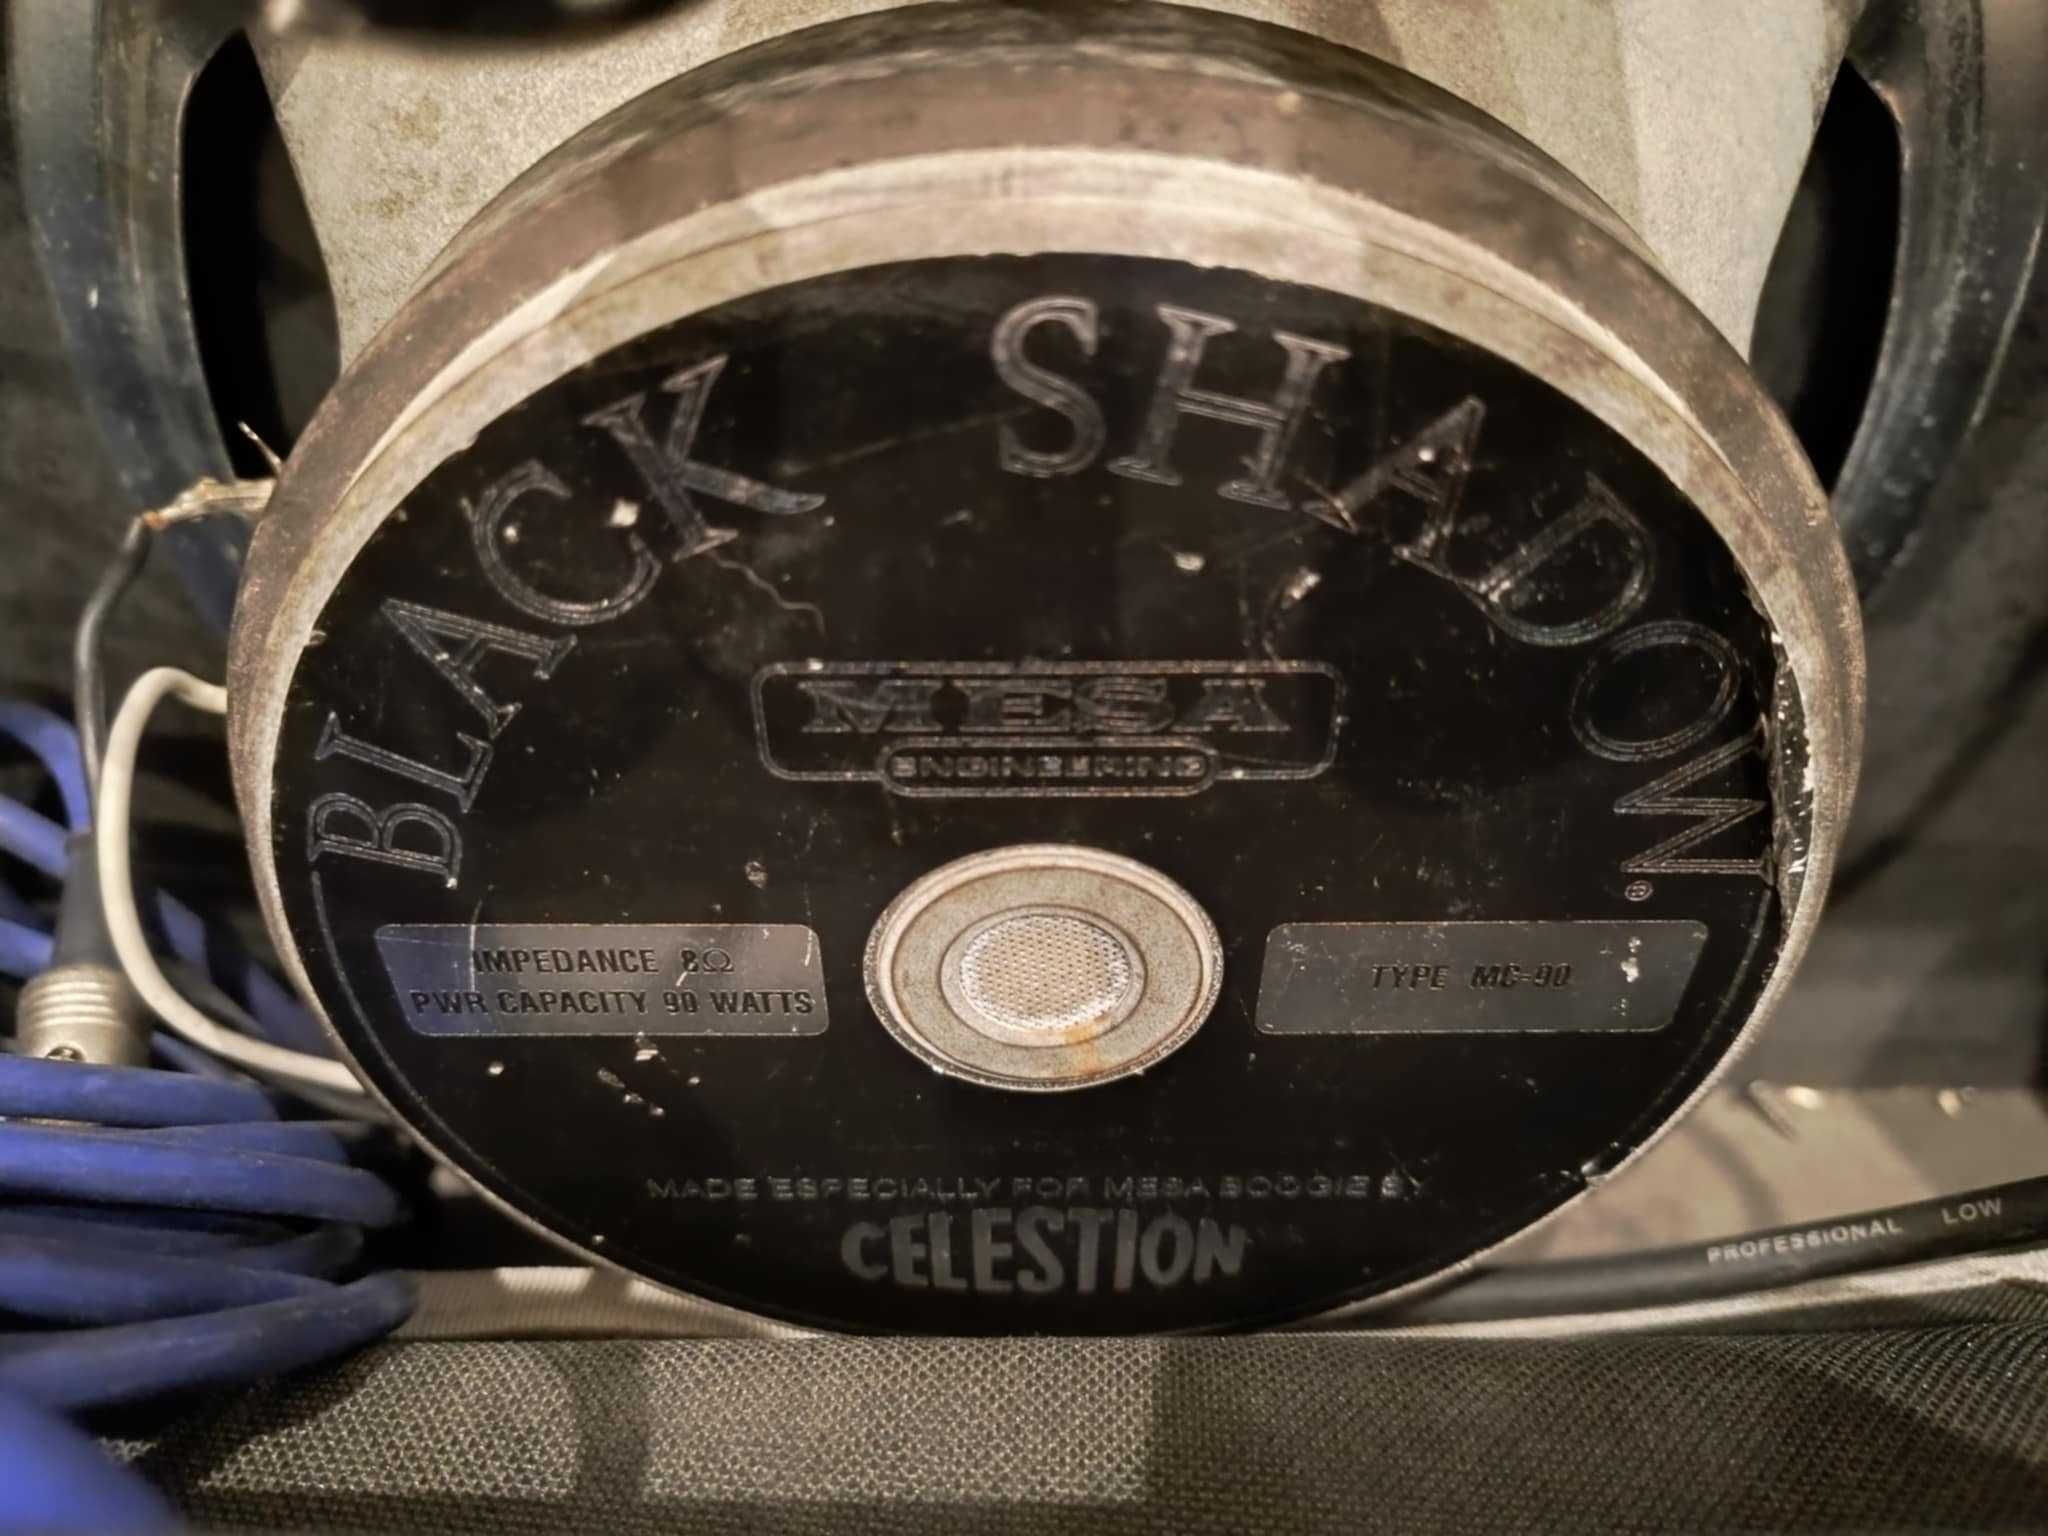 BLACK SHADOW®
MESA
ENGINEERING
IMPEDANCE 8Ω
PWR CAPACITY 90 WATTS
TYPE MC-90
MADE ESPECIALLY FOR MESA BOOGIE BY
CELESTION
PROFESSIONAL LOW